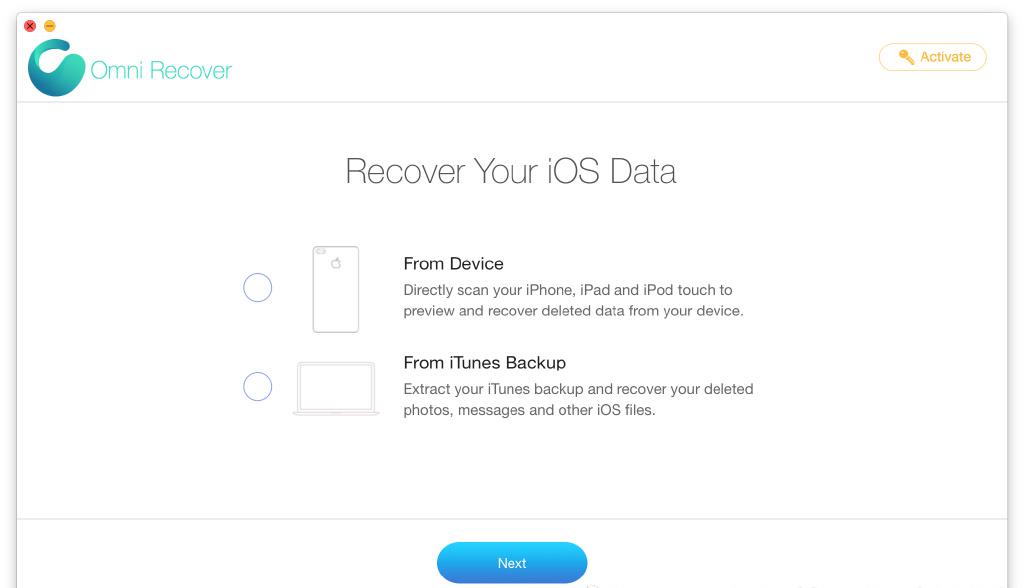 Omni Recover
Activate
Recover Your iOS Data
From Device
Directly scan your iPhone, iPad and iPod touch to
preview and recover deleted data from your device.
From iTunes Backup
Extract your iTunes backup and recover your deleted
photos, messages and other iOS files.
Next